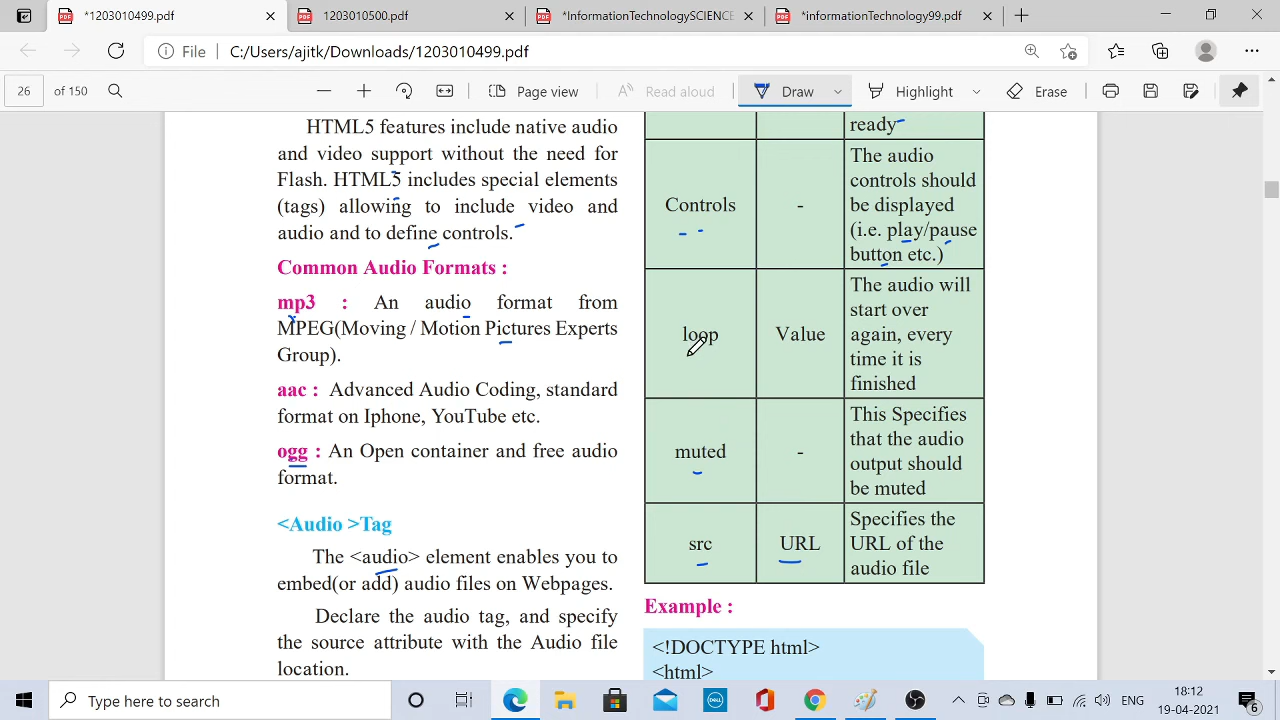 *PDF *1203010499.pdf
*PDF *1203010499.pdf
*PDF *InformationTechnologyScience
*PDF *InformationTechnologyScience
File C:/Users/ajitk/Downloads/1203010499.pdf
26 of 150
Page view
Read aloud
Draw
Highlight
Erase
HTML5 features include native audio
and video support without the need for
Flash. HTML5 includes special elements
(tags) allowing to include video and
audio and to define controls.
Common Audio Formats :
mp3 : An audio format from
MPEG(Moving / Motion Pictures Experts
Group).
aac : Advanced Audio Coding, standard
format on Iphone, YouTube etc.
ogg : An Open container and free audio
format.
<Audio >Tag
The <audio> element enables you to
embed(or add) audio files on Webpages.
Declare the audio tag, and specify
the source attribute with the Audio file
location.
ready
Controls
-
The audio
controls should
be displayed
(i.e. play/pause
button etc.)
loop
Value
The audio will
start over
again, every
time it is
finished
muted
-
This Specifies
that the audio
output should
be muted
src
URL
Specifies the
URL of the
audio file
Example :
<!DOCTYPE html>
<html>
Type here to search
DELL
ENG
18:12
19-04-2021
6